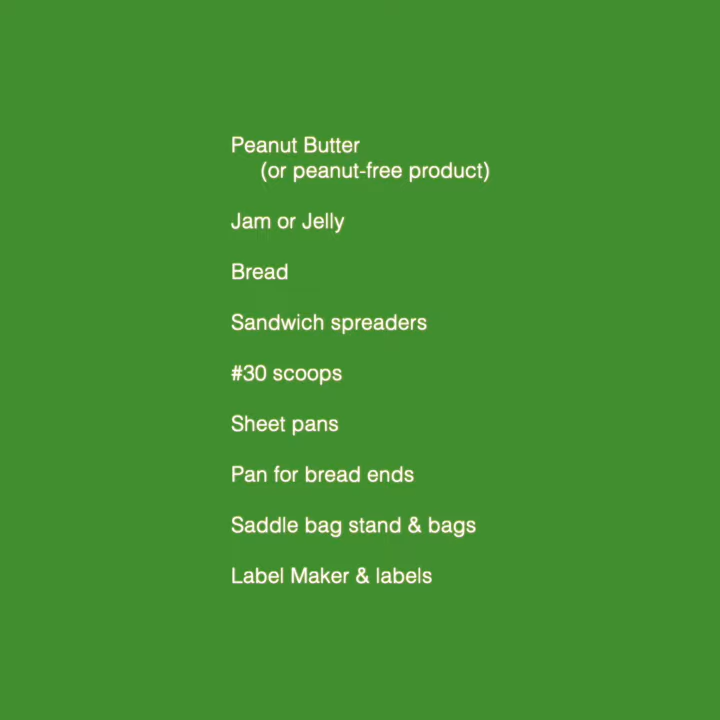 Peanut Butter
(or peanut-free product)
Jam or Jelly
Bread
Sandwich spreaders
#30 scoops
Sheet pans
Pan for bread ends
Saddle bag stand & bags
Label Maker & labels